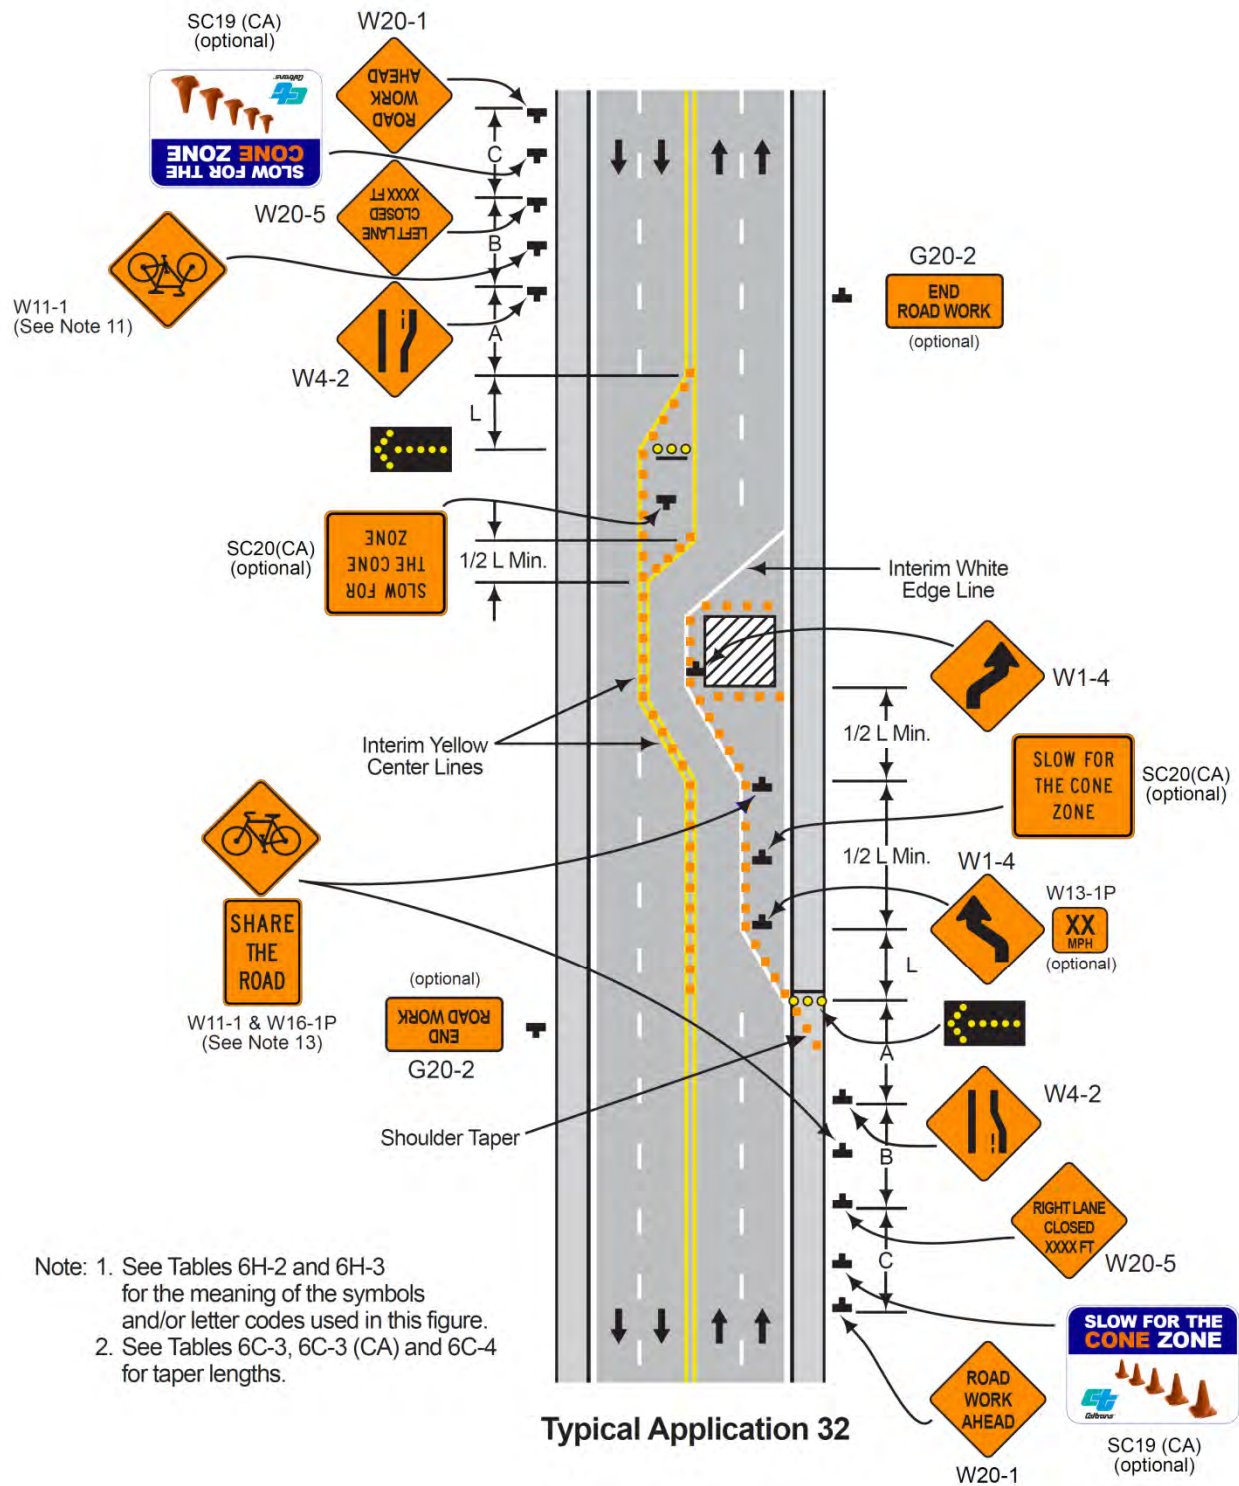 SC19 (CA)
(optional)
W20-1
ROAD
WORK
AHEAD
SLOW FOR THE
CONE ZONE
Caltrans
C
W20-5
LEFT LANE
CLOSED
XXXX FT
B
W11-1
(See Note 11)
A
W4-2
G20-2
END
ROAD WORK
(optional)
L
SC20(CA)
(optional)
SLOW FOR
THE CONE
ZONE
1/2 L Min.
Interim White
Edge Line
W1-4
1/2 L Min.
Interim Yellow
Center Lines
SLOW FOR
THE CONE
ZONE
SC20(CA)
(optional)
1/2 L Min.
W1-4
W13-1P
XX
MPH
(optional)
SHARE
THE
ROAD
W11-1 & W16-1P
(See Note 13)
L
(optional)
END
ROAD WORK
G20-2
A
W4-2
Shoulder Taper
B
RIGHT LANE
CLOSED
XXXX FT
W20-5
C
Note: 1. See Tables 6H-2 and 6H-3
for the meaning of the symbols
and/or letter codes used in this figure.
2. See Tables 6C-3, 6C-3 (CA) and 6C-4
for taper lengths.
SLOW FOR THE
CONE ZONE
Caltrans
SC19 (CA)
(optional)
ROAD
WORK
AHEAD
W20-1
Typical Application 32